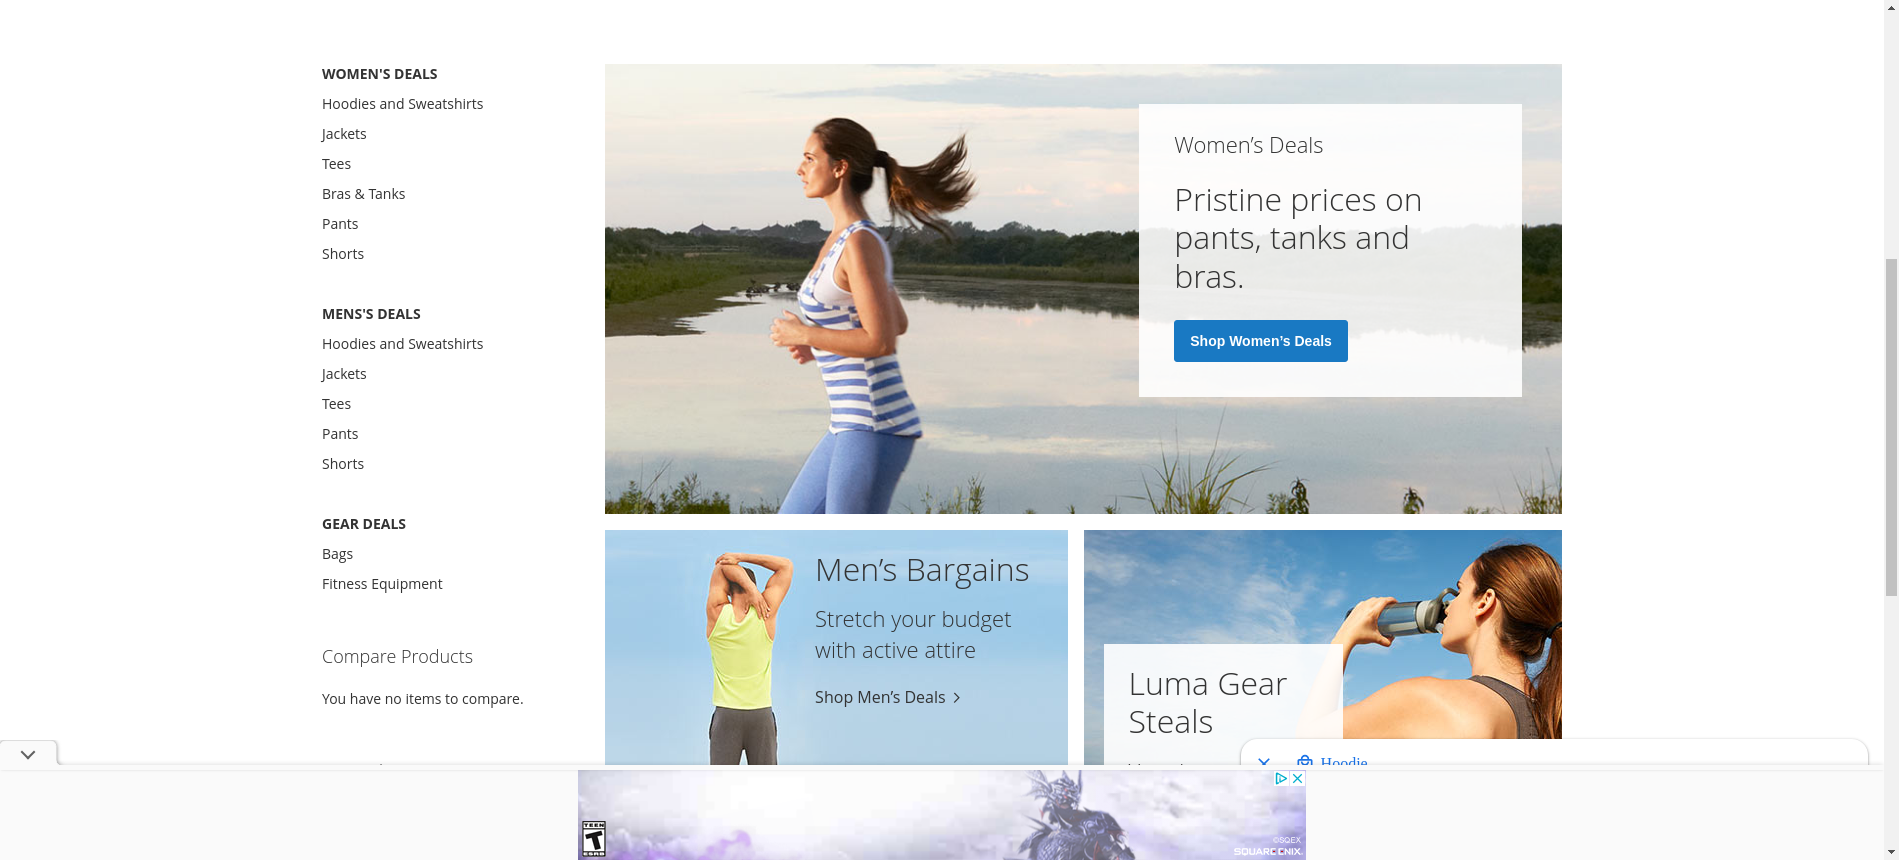 WOMEN'S DEALS
Hoodies and Sweatshirts
Jackets
Tees
Bras & Tanks
Pants
Shorts
MENS'S DEALS
Hoodies and Sweatshirts
Jackets
Tees
Pants
Shorts
GEAR DEALS
Bags
Fitness Equipment
Compare Products
You have no items to compare.
Women’s Deals
Pristine prices on
pants, tanks and
bras.
Shop Women’s Deals
Men’s Bargains
Stretch your budget
with active attire
Shop Men’s Deals
Luma Gear
Steals
Hoodie
TEEN
T
ESRB
©SQEX
SQUARE ENIX.